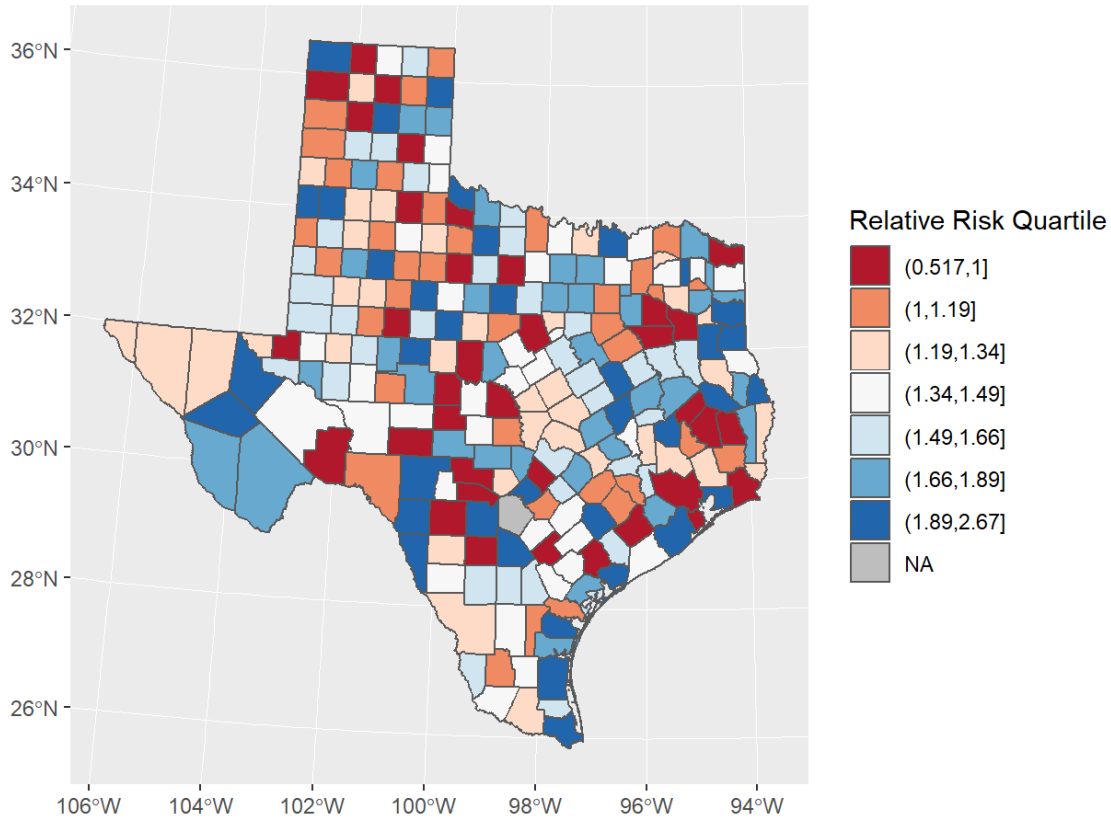 36°N
34°N
32°N
30°N
28°N
26°N
106°W 104°W 102°W 100°W 98°W 96°W 94°W
Relative Risk Quartile
(0.517,1]
(1,1.19]
(1.19,1.34]
(1.34,1.49]
(1.49,1.66]
(1.66,1.89]
(1.89,2.67]
NA